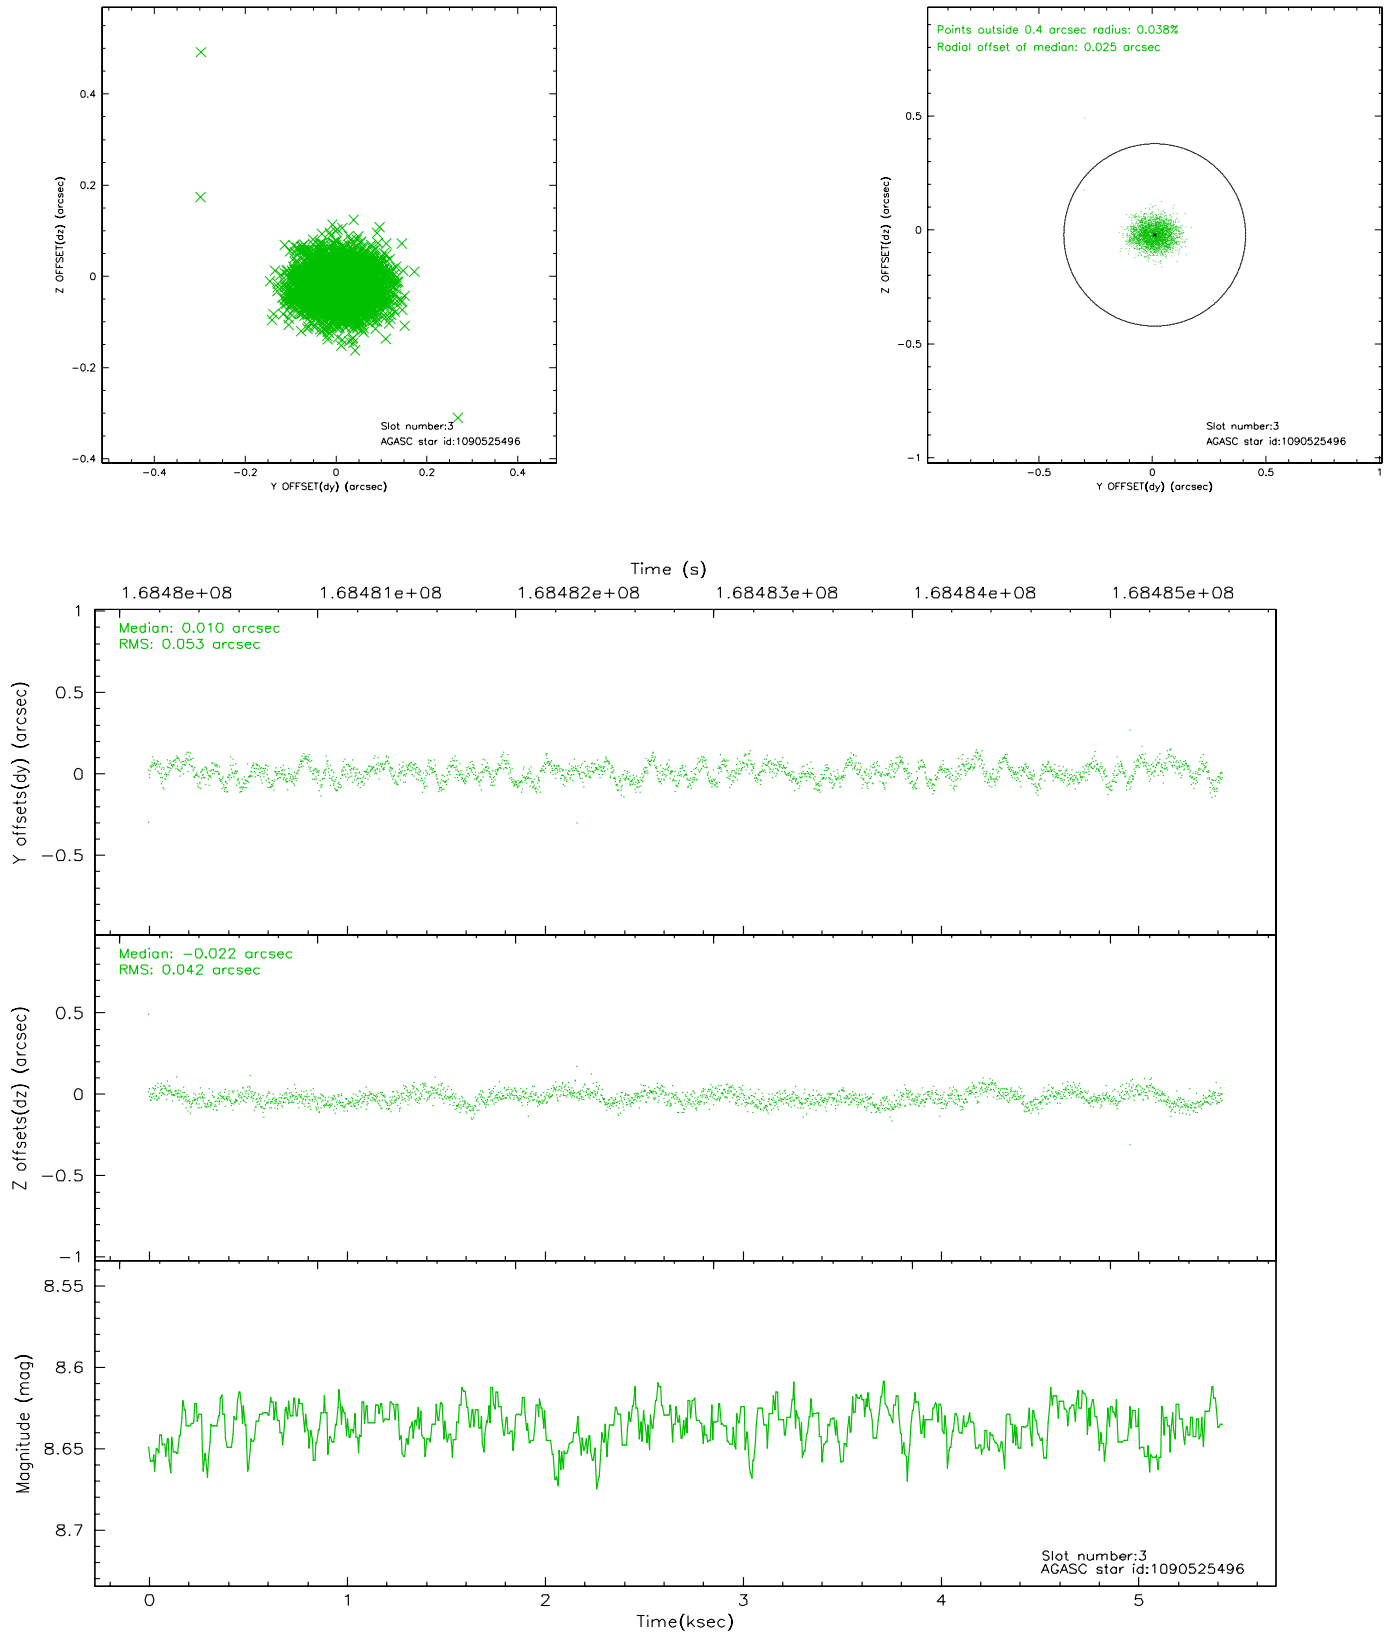 0.4
0.2
0
−0.2
−0.4
Z OFFSET(dz) (arcsec)
Slot number:3
AGASC star id:1090525496
−0.4
−0.2
0
0.2
0.4
Y OFFSET(dy) (arcsec)
Points outside 0.4 arcsec radius: 0.038%
Radial offset of median: 0.025 arcsec
0.5
0
−0.5
−1
Z OFFSET(dz) (arcsec)
Slot number:3
AGASC star id:1090525496
−0.5
0
0.5
1
Y OFFSET(dy) (arcsec)
Time (s)
1.6848e+08
1.68481e+08
1.68482e+08
1.68483e+08
1.68484e+08
1.68485e+08
Median: 0.010 arcsec
RMS: 0.053 arcsec
1
0.5
0
−0.5
Y offsets(dy) (arcsec)
Median: −0.022 arcsec
RMS: 0.042 arcsec
0.5
0
−0.5
−1
Z offsets(dz) (arcsec)
8.55
8.6
8.65
8.7
Magnitude (mag)
Slot number:3
AGASC star id:1090525496
0
1
2
3
4
5
Time(ksec)